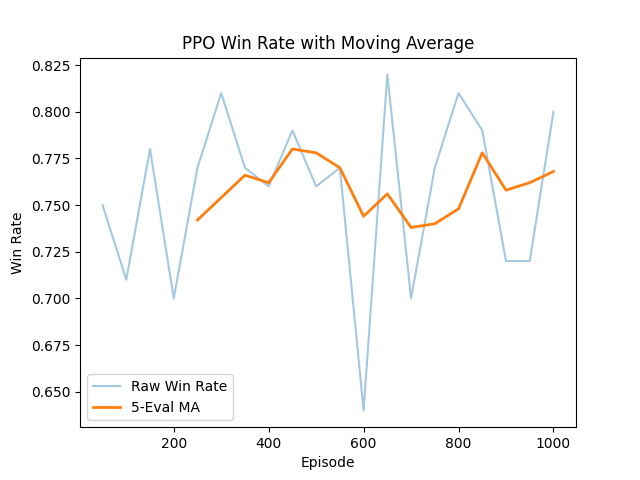 PPO Win Rate with Moving Average
0.825
0.800
0.775
0.750
0.725
0.700
0.675
0.650
Win Rate
Raw Win Rate
5-Eval MA
200 400 600 800 1000
Episode